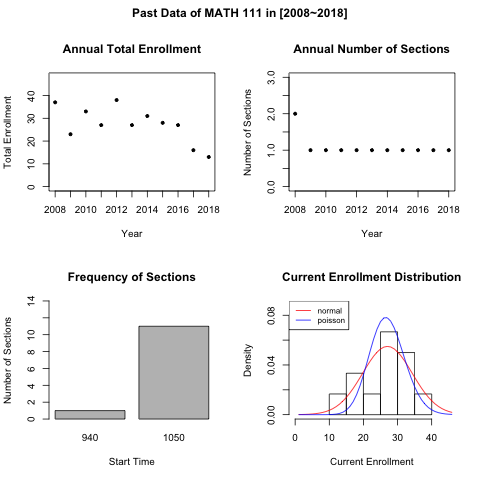 Past Data of MATH 111 in [2008~2018]
Annual Total Enrollment
Total Enrollment
0 10 20 30 40
2008 2010 2012 2014 2016 2018
Year
Annual Number of Sections
Number of Sections
0.0 1.0 2.0 3.0
2008 2010 2012 2014 2016 2018
Year
Frequency of Sections
Number of Sections
0 2 4 6 8 10 12 14
940 1050
Start Time
Current Enrollment Distribution
normal
poisson
Density
0.00 0.04 0.08
0 10 20 30 40
Current Enrollment